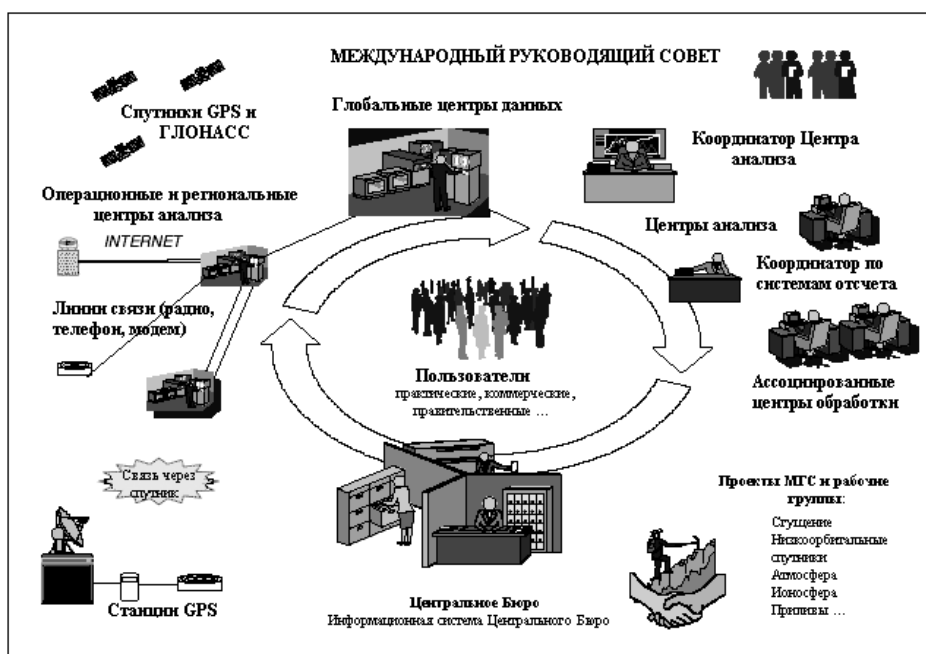 МЕЖДУНАРОДНЫЙ РУКОВОДЯЩИЙ СОВЕТ
Спутники GPS и
ГЛОНАСС
Глобальные центры данных
Координатор Центра
анализа
Операционные и региональные
центры анализа
INTERNET
Центры анализа
Координатор по
системам отсчета
Линии связи (радио,
телефон, модем)
Пользователи
практические, коммерческие,
правительственные ...
Ассоциированные
центры обработки
Связь через
спутник
Станции GPS
Центральное Бюро
Информационная система Центрального Бюро
Проекты МГС и рабочие
группы:
Сгущение
Низкоорбитальные
спутники
Атмосфера
Ионосфера
Приливы ...